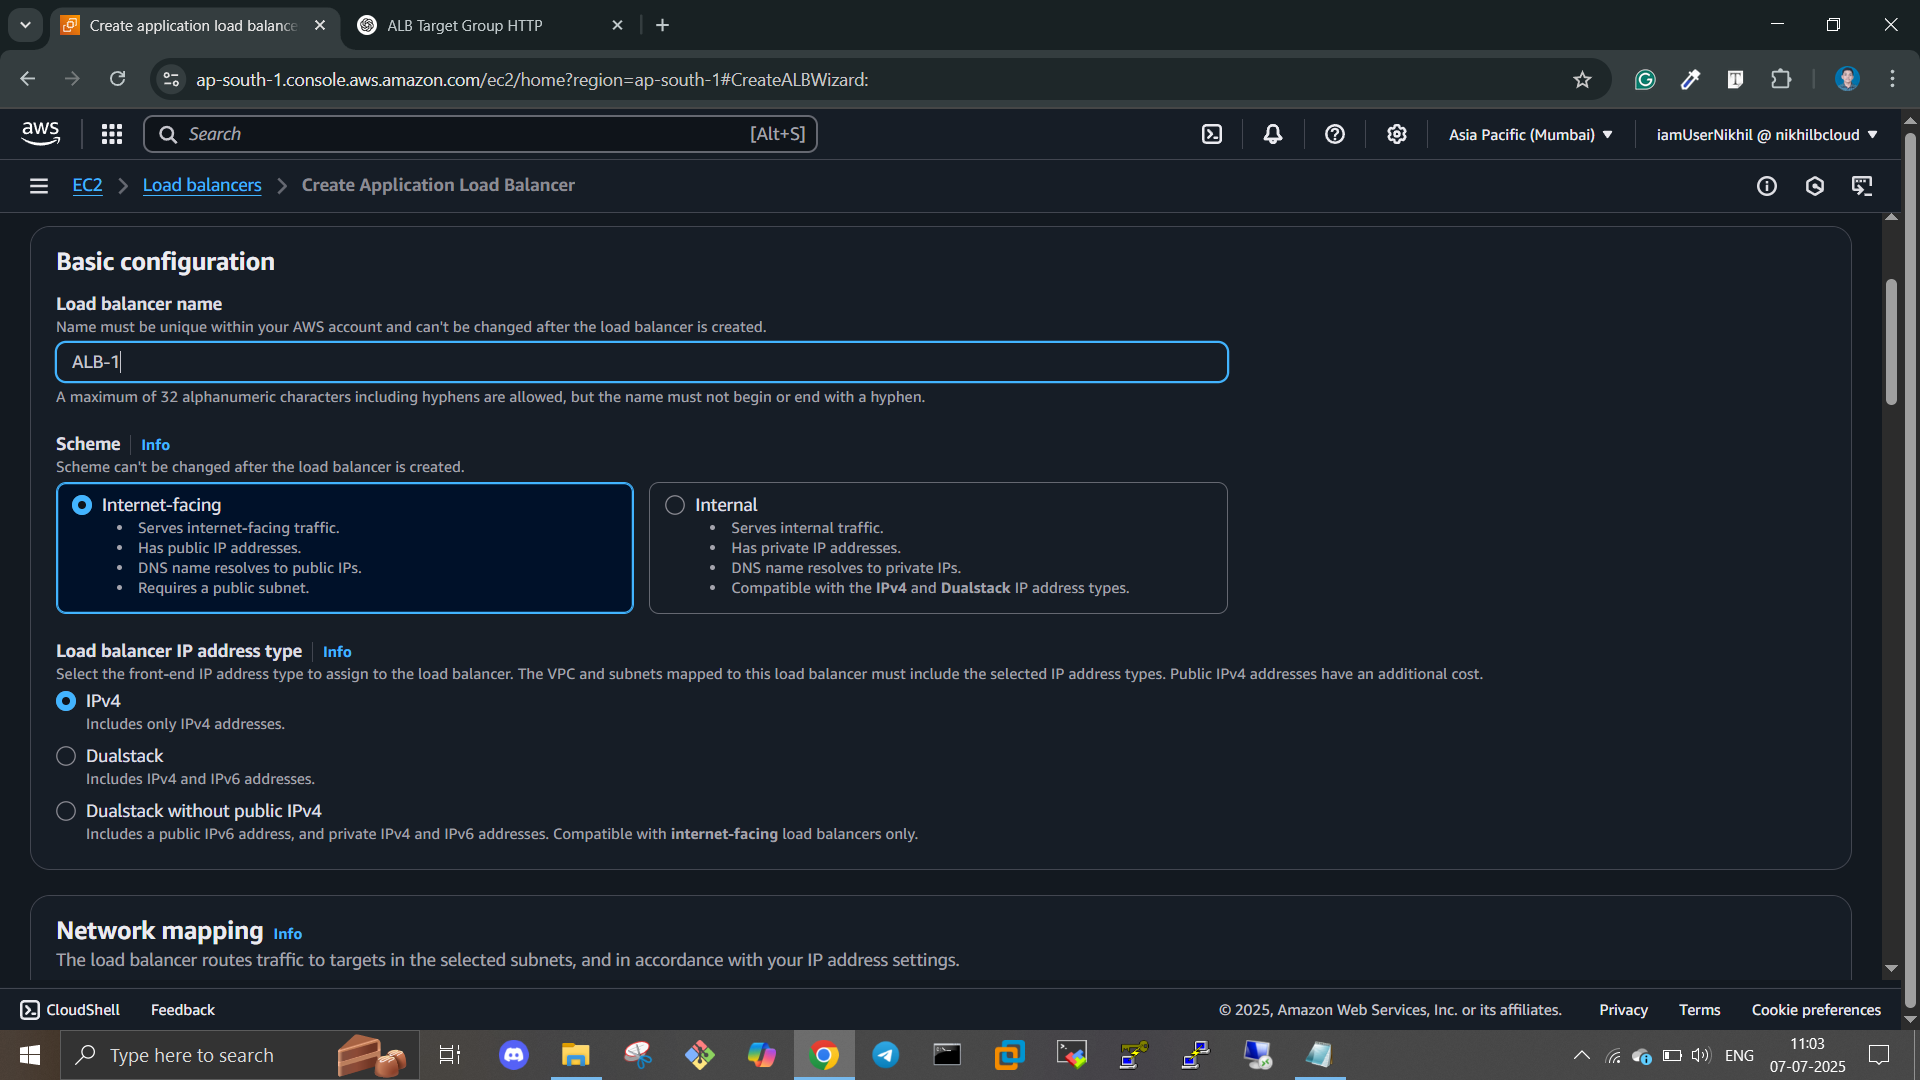 Create application load balance
ALB Target Group HTTP
ap-south-1.console.aws.amazon.com/ec2/home?region=ap-south-1#CreateALBWizard:
aws
Search
[Alt+S]
Asia Pacific (Mumbai)
iamUserNikhil @ nikhilbcloud
EC2
Load balancers
Create Application Load Balancer
Basic configuration
Load balancer name
Name must be unique within your AWS account and can't be changed after the load balancer is created.
ALB-1
A maximum of 32 alphanumeric characters including hyphens are allowed, but the name must not begin or end with a hyphen.
Scheme
Info
Scheme can't be changed after the load balancer is created.
Internet-facing
• Serves internet-facing traffic.
• Has public IP addresses.
• DNS name resolves to public IPs.
• Requires a public subnet.
Internal
• Serves internal traffic.
• Has private IP addresses.
• DNS name resolves to private IPs.
• Compatible with the IPv4 and Dualstack IP address types.
Load balancer IP address type
Info
Select the front-end IP address type to assign to the load balancer. The VPC and subnets mapped to this load balancer must include the selected IP address types. Public IPv4 addresses have an additional cost.
IPv4
Includes only IPv4 addresses.
Dualstack
Includes IPv4 and IPv6 addresses.
Dualstack without public IPv4
Includes a public IPv6 address, and private IPv4 and IPv6 addresses. Compatible with internet-facing load balancers only.
Network mapping
Info
The load balancer routes traffic to targets in the selected subnets, and in accordance with your IP address settings.
CloudShell
Feedback
© 2025, Amazon Web Services, Inc. or its affiliates.
Privacy
Terms
Cookie preferences
Type here to search
ENG
11:03
07-07-2025